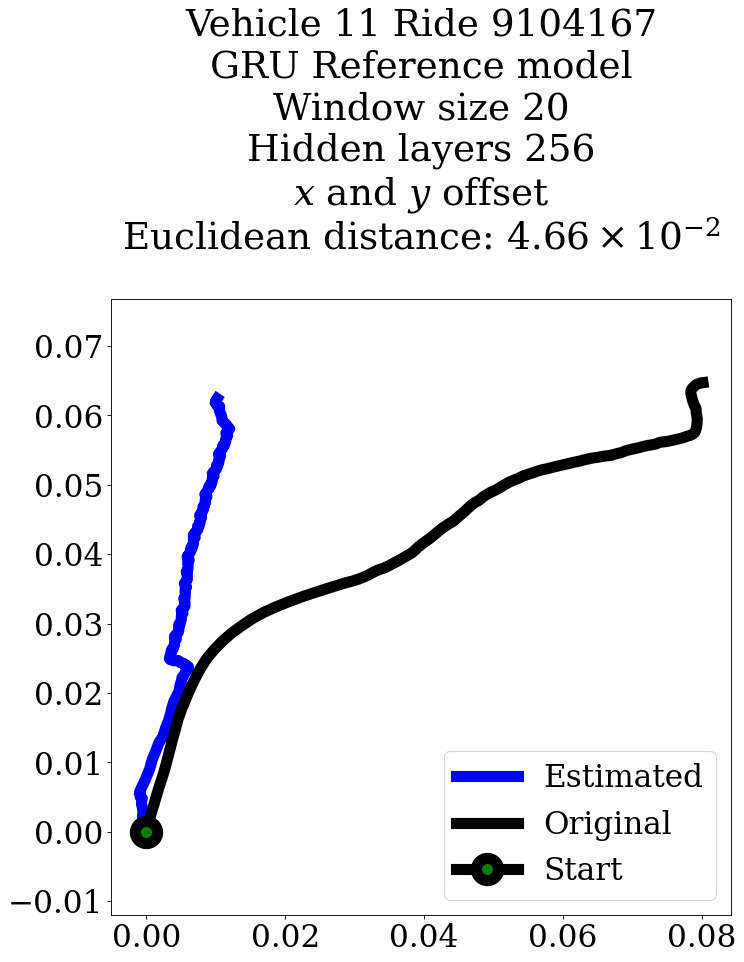 Vehicle 11 Ride 9104167
GRU Reference model
Window size 20
Hidden layers 256
x and y offset
Euclidean distance: 4.66 × 10⁻²
0.07
0.06
0.05
0.04
0.03
0.02
0.01
0.00
−0.01
0.00 0.02 0.04 0.06 0.08
Estimated
Original
Start